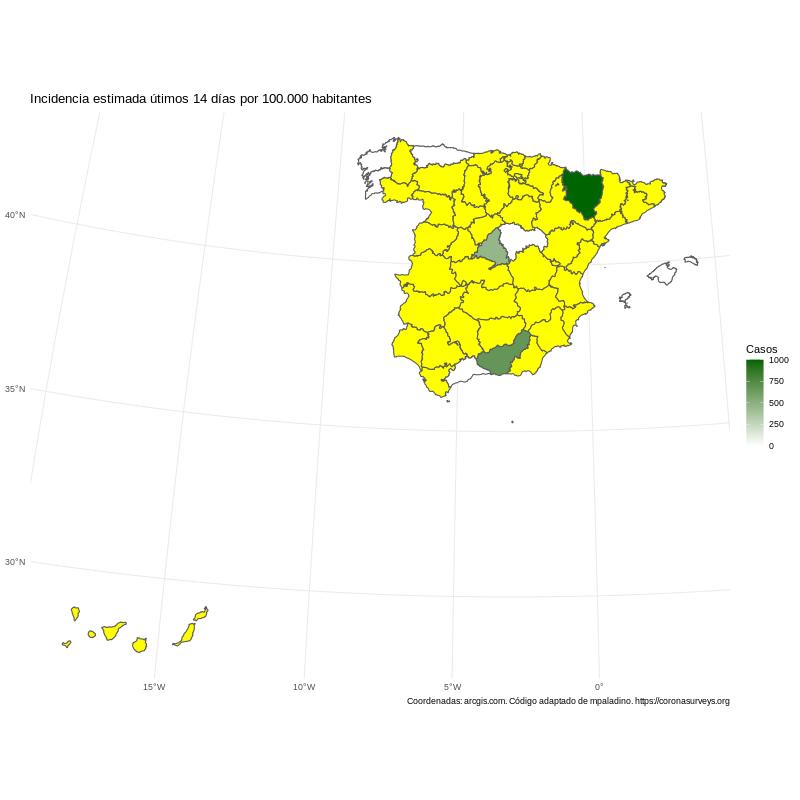 Incidencia estimada útimos 14 días por 100.000 habitantes
40°N
35°N
30°N
15°W
10°W
5°W
0°
Casos
1000
750
500
250
0
Coordenadas: arcgis.com. Código adaptado de mpaladino. https://coronasurveys.org